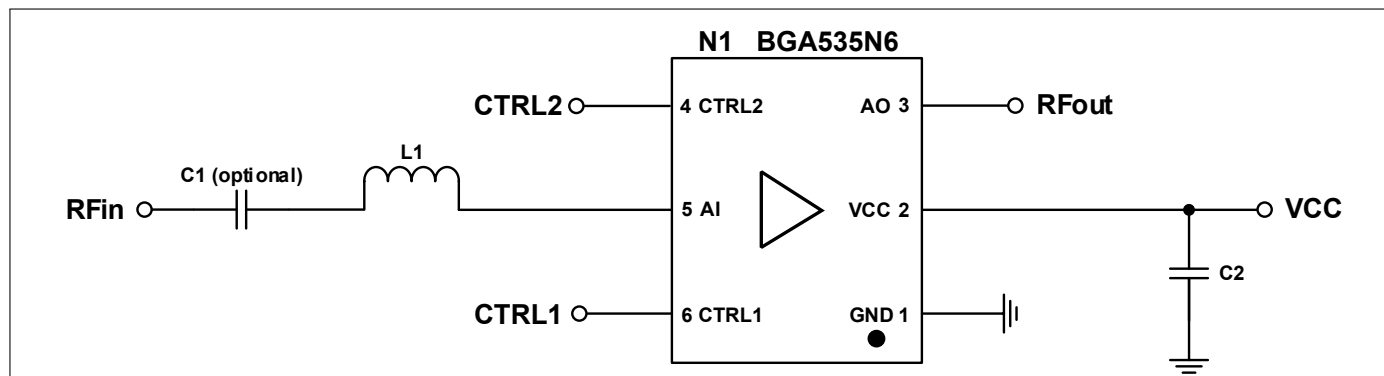 N1 BGA535N6
CTRL2 4 CTRL2 AO 3 RFout
C1 (optional) L1
RFin 5 AI VCC 2 VCC
C2
CTRL1 6 CTRL1 GND 1